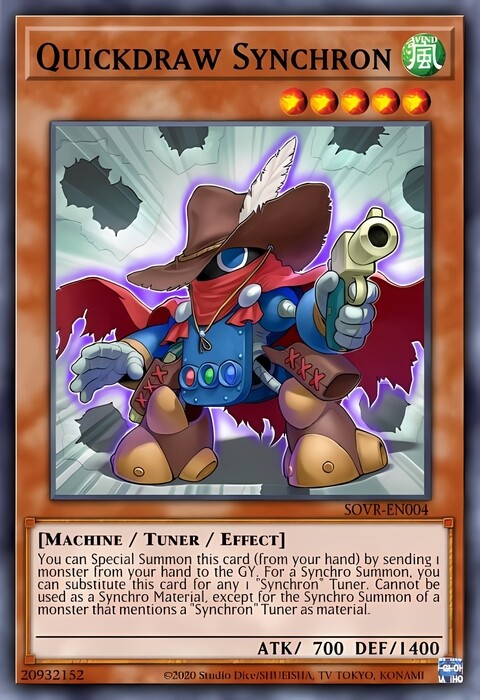 Quickdraw Synchron
WIND
風
SOVR-EN004
[Machine / Tuner / Effect]
You can Special Summon this card (from your hand) by sending 1
monster from your hand to the GY. For a Synchro Summon, you
can substitute this card for any 1 "Synchron" Tuner. Cannot be
used as a Synchro Material, except for the Synchro Summon of a
monster that mentions a "Synchron" Tuner as material.
ATK/ 700 DEF/1400
20932152
©2020 Studio Dice/SHUEISHA, TV TOKYO, KONAMI